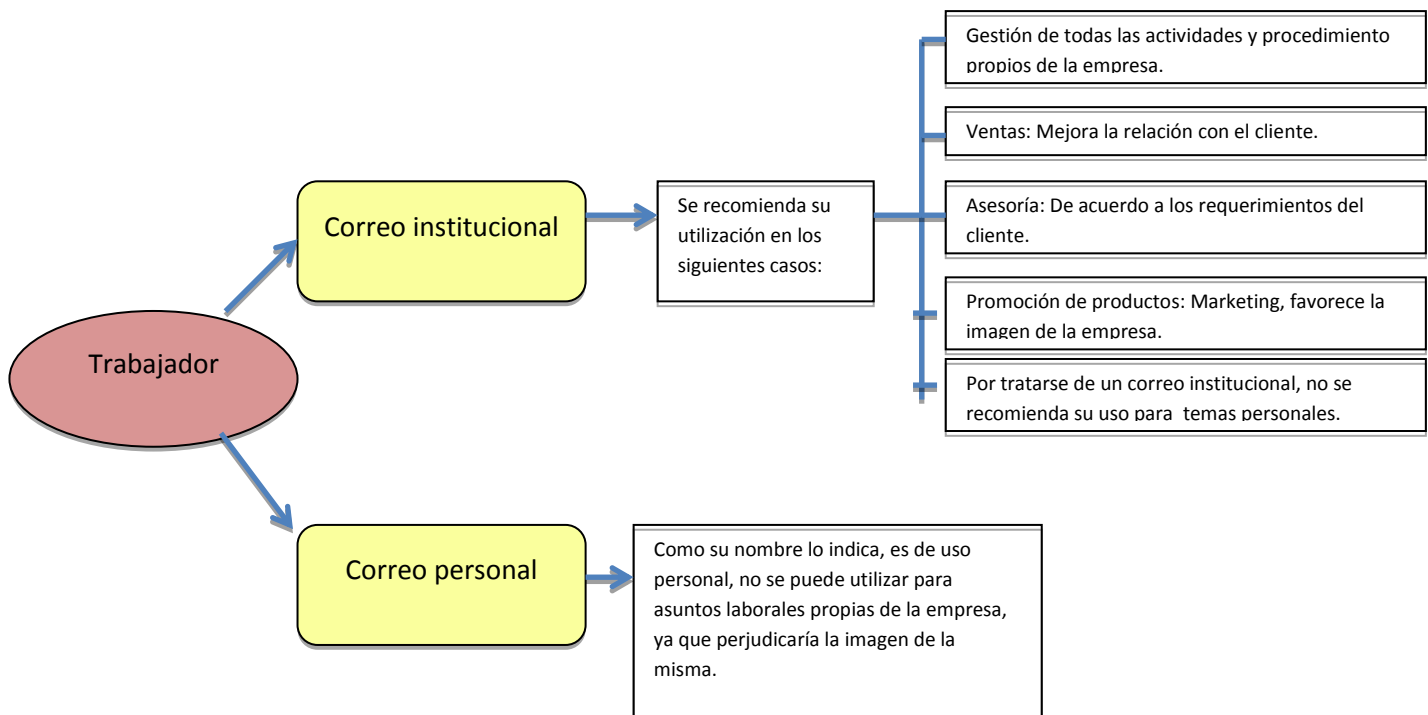 Trabajador
Correo institucional
Se recomienda su
utilización en los
siguientes casos:
Gestión de todas las actividades y procedimiento
propios de la empresa.
Ventas: Mejora la relación con el cliente.
Asesoría: De acuerdo a los requerimientos del
cliente.
Promoción de productos: Marketing, favorece la
imagen de la empresa.
Por tratarse de un correo institucional, no se
recomienda su uso para temas personales.
Correo personal
Como su nombre lo indica, es de uso
personal, no se puede utilizar para
asuntos laborales propias de la empresa,
ya que perjudicaría la imagen de la
misma.